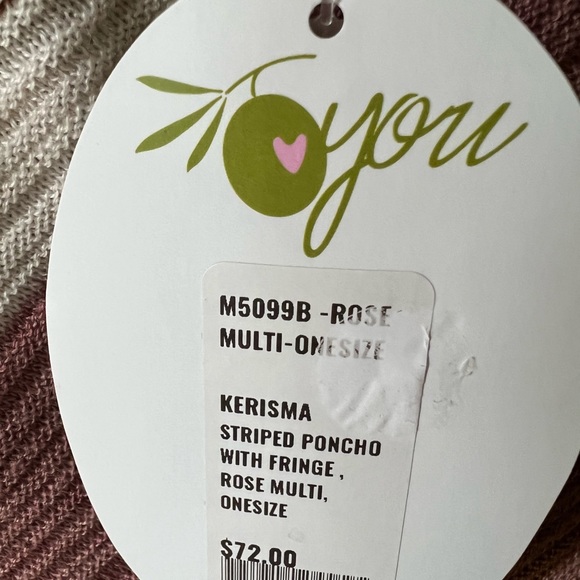 you
M5099B -ROSE
MULTI-ONESIZE
KERISMA
STRIPED PONCHO
WITH FRINGE ,
ROSE MULTI,
ONESIZE
$72.00